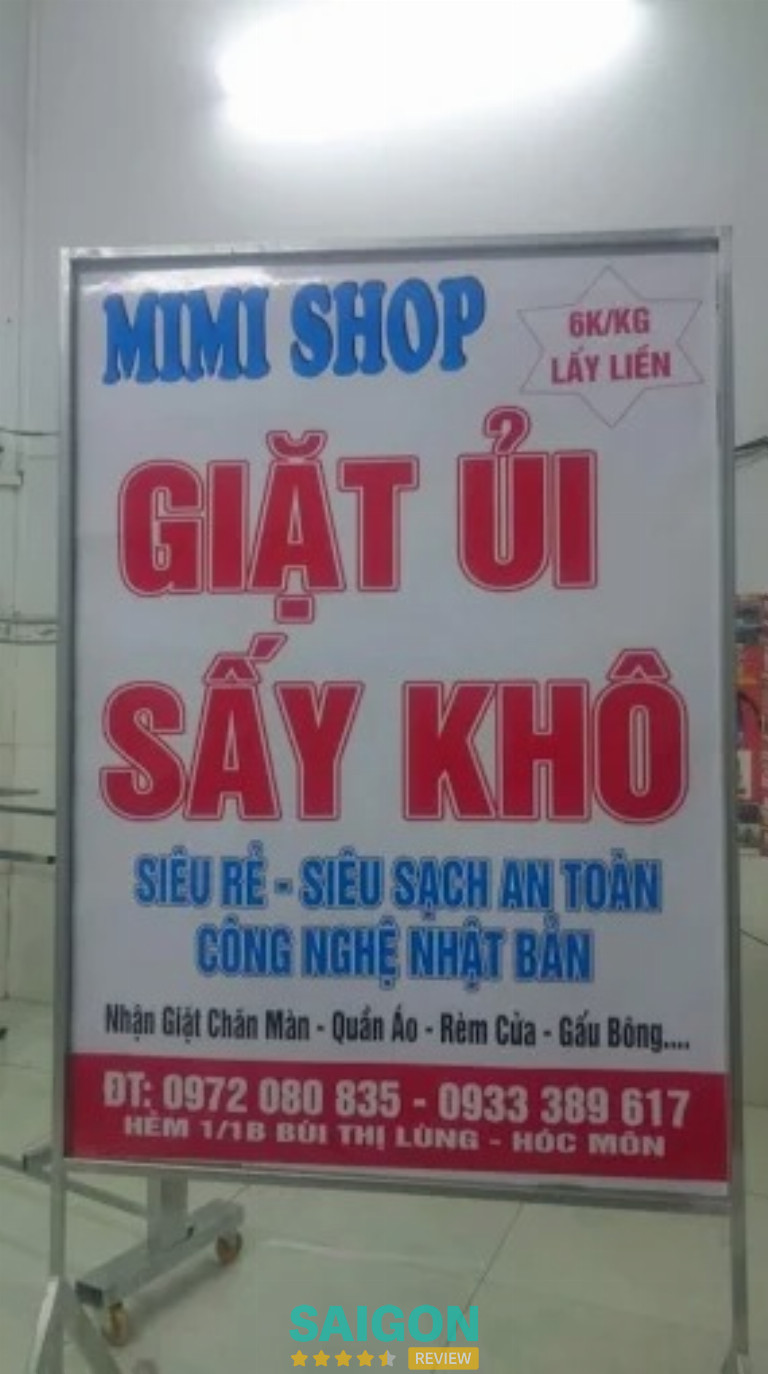 MIMI SHOP
6K/KG
LẤY LIỀN
GIẶT ỦI
SẤY KHÔ
SIÊU RẺ - SIÊU SẠCH AN TOÀN
CÔNG NGHỆ NHẬT BẢN
Nhận Giặt Chăn Màn - Quần Áo - Rèm Cửa - Gấu Bông....
ĐT: 0972 080 835 - 0933 389 617
HẺM 1/1B BÙI THỊ LÙNG - HÓC MÔN
SAIGON
REVIEW